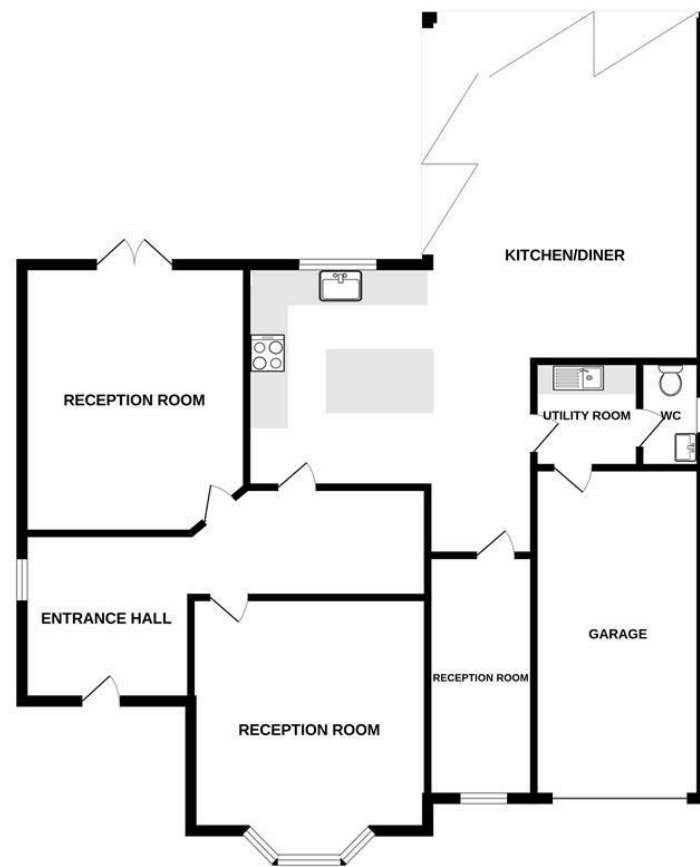 KITCHEN/DINER
RECEPTION ROOM
UTILITY ROOM
WC
ENTRANCE HALL
GARAGE
RECEPTION ROOM
RECEPTION ROOM